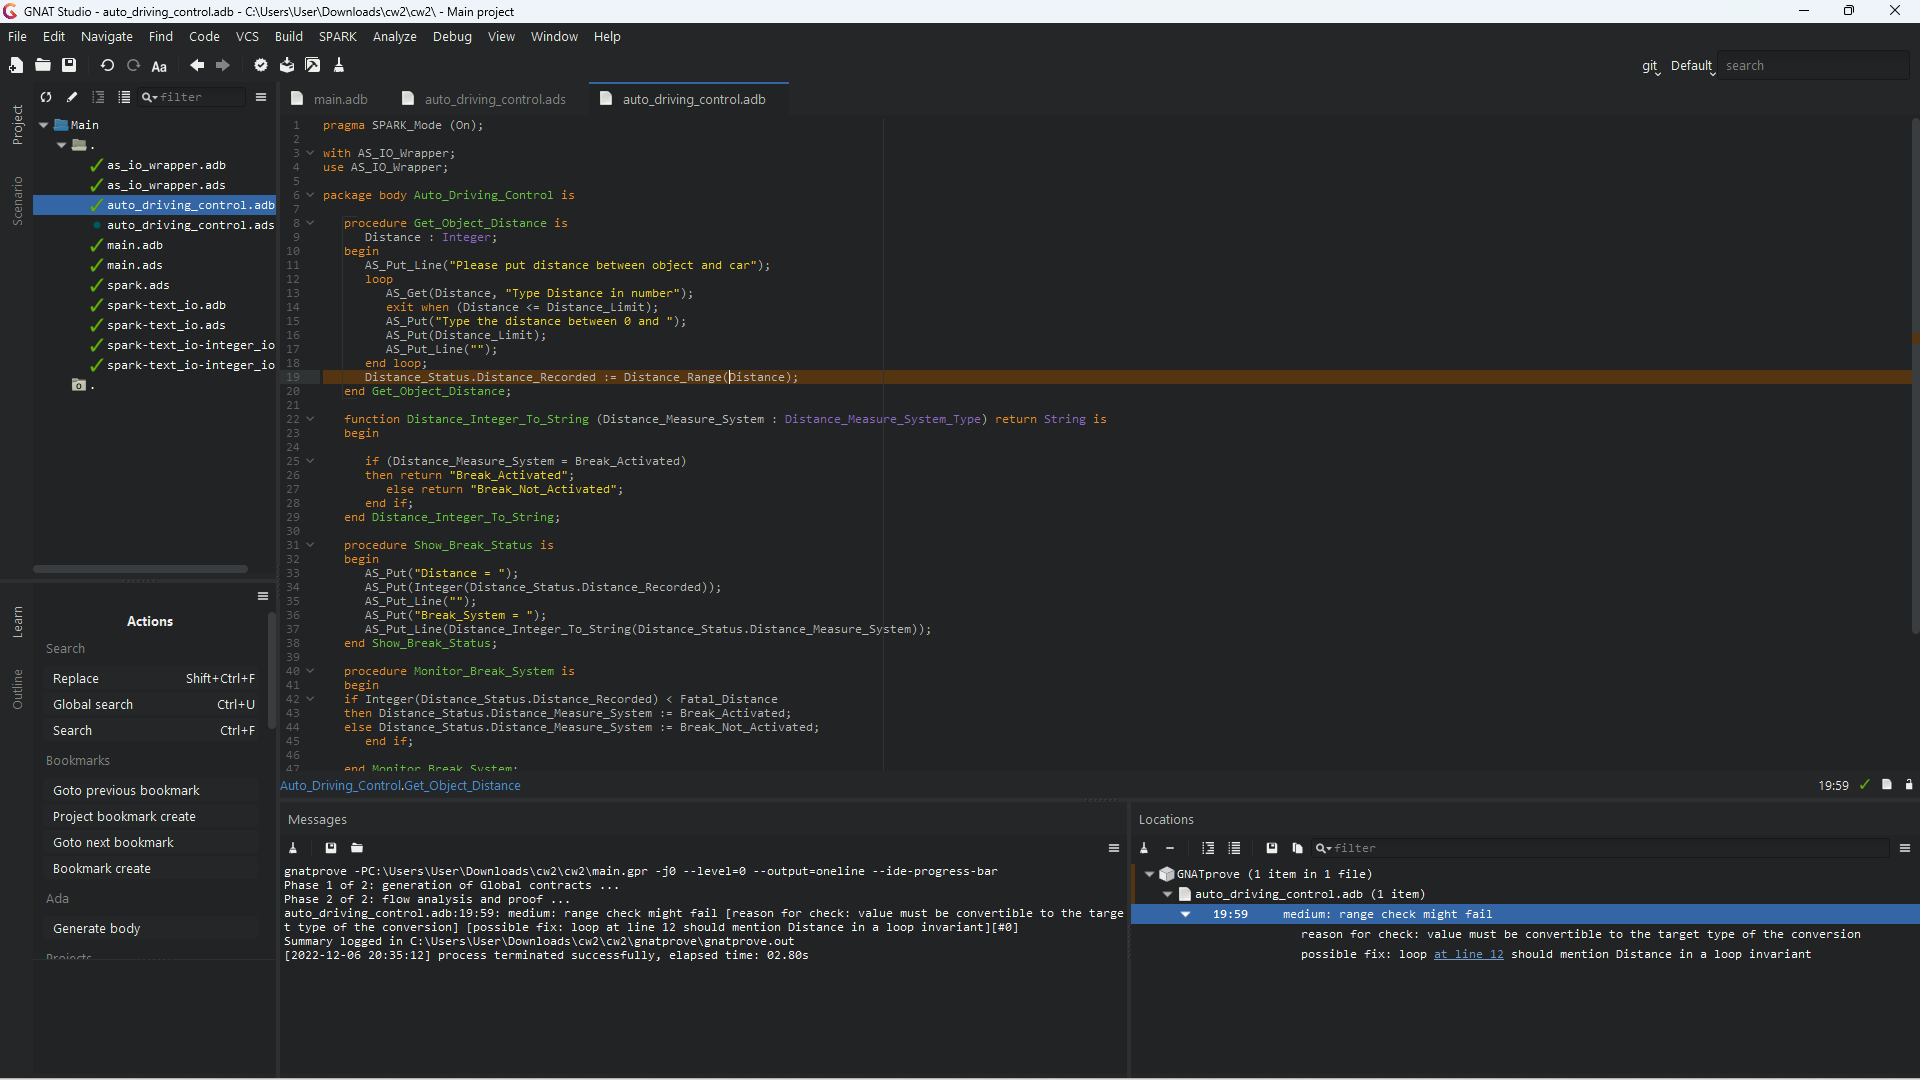 GNAT Studio - auto_driving_control.adb - C:\Users\User\Downloads\cw2\cw2\ - Main project
File Edit Navigate Find Code VCS Build SPARK Analyze Debug View Window Help
Aa git Default search
filter
Project
Scenario
Main
.
as_io_wrapper.adb
as_io_wrapper.ads
auto_driving_control.adb
auto_driving_control.ads
main.adb
main.ads
spark.ads
spark-text_io.adb
spark-text_io.ads
spark-text_io-integer_io
spark-text_io-integer_io
.
Learn
Outline
Actions
Search
Replace Shift+Ctrl+F
Global search Ctrl+U
Search Ctrl+F
Bookmarks
Goto previous bookmark
Project bookmark create
Goto next bookmark
Bookmark create
Ada
Generate body
Projects
main.adb auto_driving_control.ads auto_driving_control.adb
1 pragma SPARK_Mode (On);
2
3 with AS_IO_Wrapper;
4 use AS_IO_Wrapper;
5
6 package body Auto_Driving_Control is
7
8 procedure Get_Object_Distance is
9 Distance : Integer;
10 begin
11 AS_Put_Line("Please put distance between object and car");
12 loop
13 AS_Get(Distance, "Type Distance in number");
14 exit when (Distance <= Distance_Limit);
15 AS_Put("Type the distance between 0 and ");
16 AS_Put(Distance_Limit);
17 AS_Put_Line("");
18 end loop;
19 Distance_Status.Distance_Recorded := Distance_Range(Distance);
20 end Get_Object_Distance;
21
22 function Distance_Integer_To_String (Distance_Measure_System : Distance_Measure_System_Type) return String is
23 begin
24
25 if (Distance_Measure_System = Break_Activated)
26 then return "Break_Activated";
27 else return "Break_Not_Activated";
28 end if;
29 end Distance_Integer_To_String;
30
31 procedure Show_Break_Status is
32 begin
33 AS_Put("Distance = ");
34 AS_Put(Integer(Distance_Status.Distance_Recorded));
35 AS_Put_Line("");
36 AS_Put("Break_System = ");
37 AS_Put_Line(Distance_Integer_To_String(Distance_Status.Distance_Measure_System));
38 end Show_Break_Status;
39
40 procedure Monitor_Break_System is
41 begin
42 if Integer(Distance_Status.Distance_Recorded) < Fatal_Distance
43 then Distance_Status.Distance_Measure_System := Break_Activated;
44 else Distance_Status.Distance_Measure_System := Break_Not_Activated;
45 end if;
46
47 end Monitor_Break_System;
Auto_Driving_Control.Get_Object_Distance 19:59
Messages
gnatprove -PC:\Users\User\Downloads\cw2\cw2\main.gpr -j0 --level=0 --output=oneline --ide-progress-bar
Phase 1 of 2: generation of Global contracts ...
Phase 2 of 2: flow analysis and proof ...
auto_driving_control.adb:19:59: medium: range check might fail [reason for check: value must be convertible to the targe
t type of the conversion] [possible fix: loop at line 12 should mention Distance in a loop invariant][#0]
Summary logged in C:\Users\User\Downloads\cw2\cw2\gnatprove\gnatprove.out
[2022-12-06 20:35:12] process terminated successfully, elapsed time: 02.80s
Locations
filter
GNATprove (1 item in 1 file)
auto_driving_control.adb (1 item)
19:59 medium: range check might fail
reason for check: value must be convertible to the target type of the conversion
possible fix: loop at line 12 should mention Distance in a loop invariant